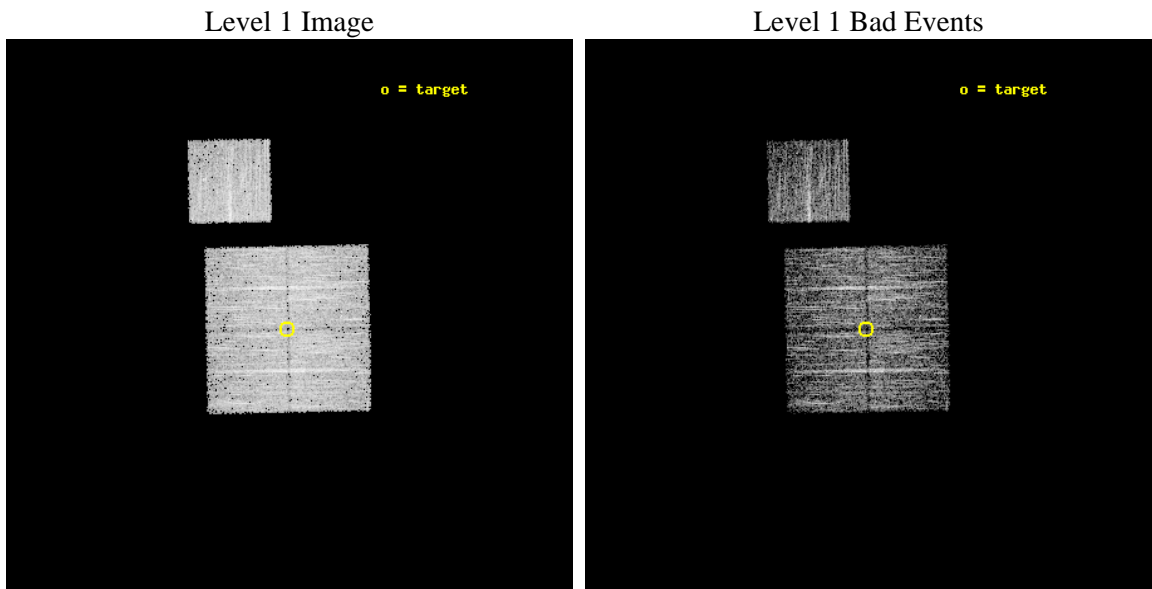 Level 1 Image
Level 1 Bad Events
o = target
o = target